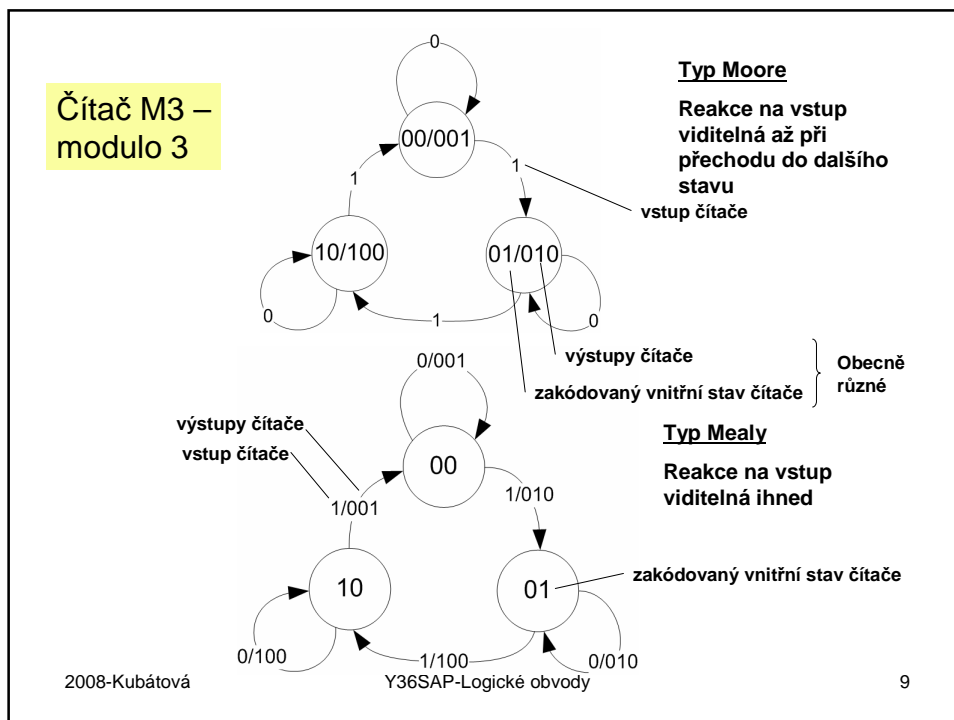 Čítač M3 –
modulo 3
0
00/001
1
1
10/100
01/010
0
1
0
Typ Moore
Reakce na vstup
viditelná až při
přechodu do dalšího
stavu
vstup čítače
výstupy čítače
zakódovaný vnitřní stav čítače
Obecně
různé
0/001
výstupy čítače
vstup čítače
00
1/001
1/010
10
01
0/100
1/100
0/010
Typ Mealy
Reakce na vstup
viditelná ihned
zakódovaný vnitřní stav čítače
2008-Kubátová
Y36SAP-Logické obvody
9